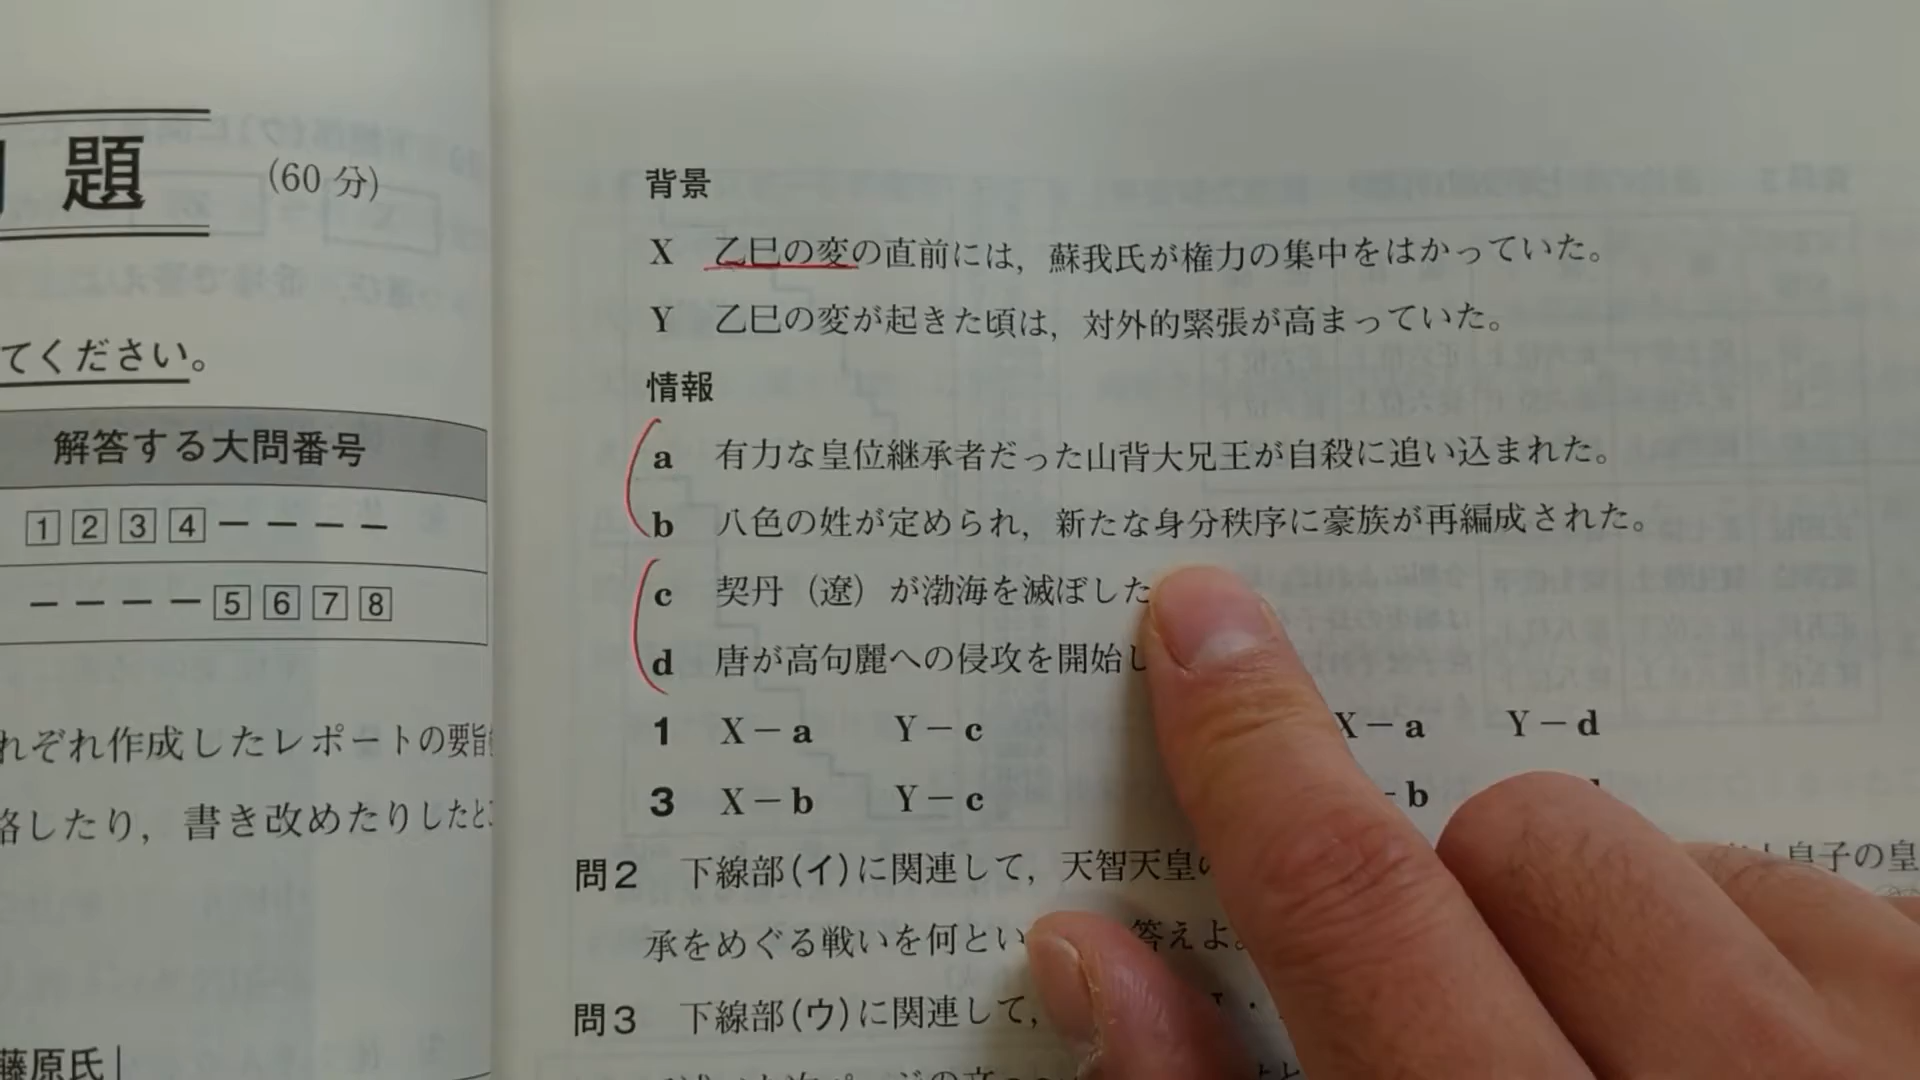 題
(60 分)
てください。
解答する大問番号
1 2 3 4 － － － －
－ － － － 5 6 7 8
れぞれ作成したレポートの要旨
略したり，書き改めたりしたと
藤原氏
背景
X 乙巳の変の直前には，蘇我氏が権力の集中をはかっていた。
Y 乙巳の変が起きた頃は，対外的緊張が高まっていた。
情報
a 有力な皇位継承者だった山背大兄王が自殺に追い込まれた。
b 八色の姓が定められ，新たな身分秩序に豪族が再編成された。
c 契丹（遼）が渤海を滅ぼした
d 唐が高句麗への侵攻を開始し
1 X－a Y－c X－a Y－d
3 X－b Y－c －b
問2 下線部(イ)に関連して，天智天皇の 皇子の皇
承をめぐる戦いを何とい 答えよ。
問3 下線部(ウ)に関連して，